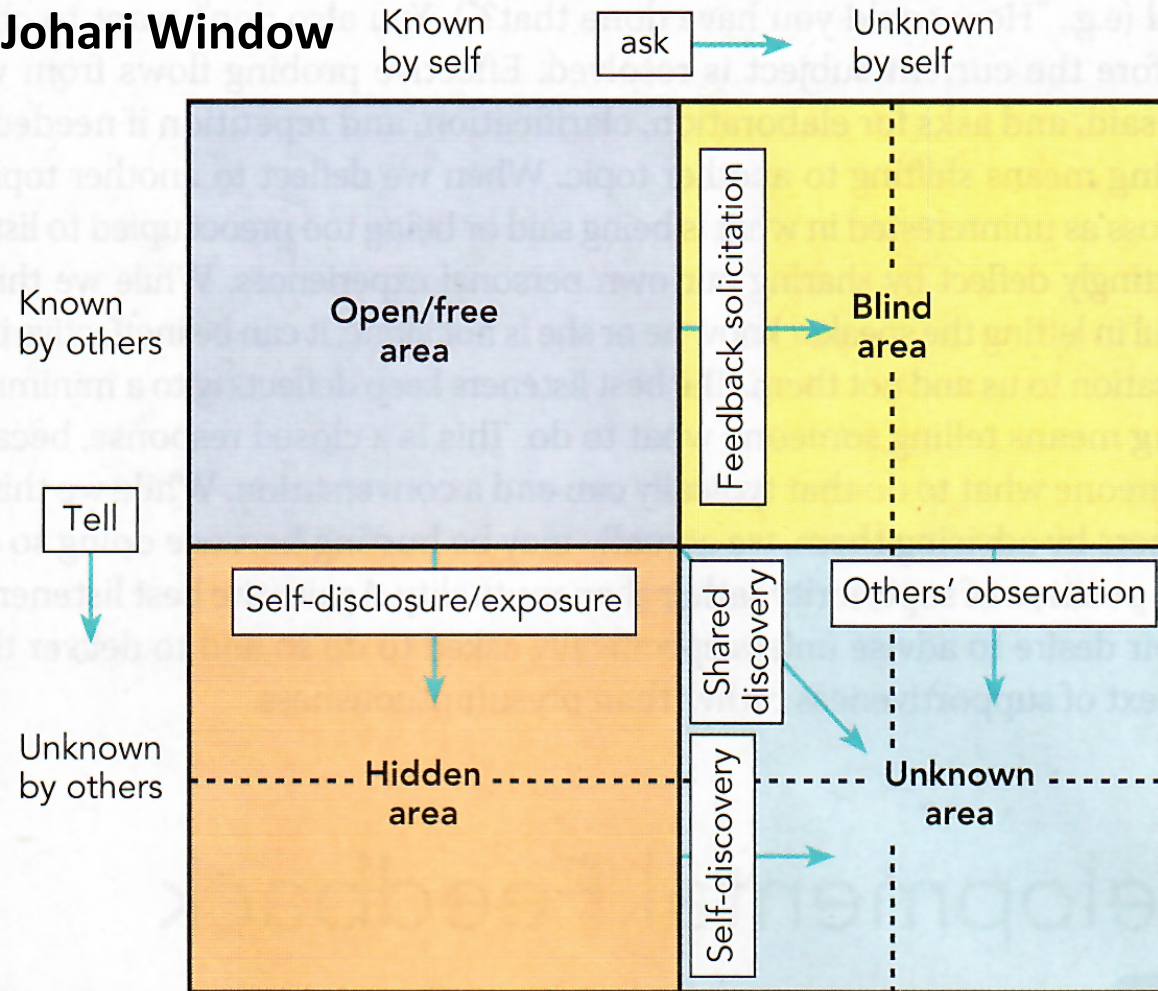 Johari Window
Known
by self
ask
Unknown
by self
Known
by others
Open/free
area
Feedback solicitation
Blind
area
Tell
Self-disclosure/exposure
Shared
discovery
Others' observation
Unknown
by others
Hidden
area
Self-discovery
Unknown
area